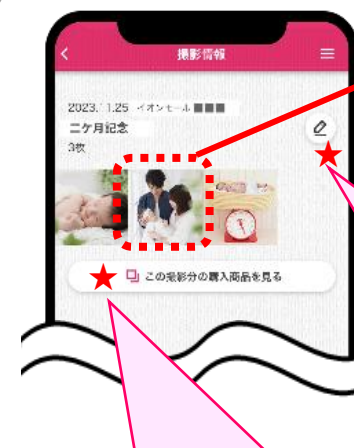 撮影情報
2023.11.25 イオンモール■■■
二ケ月記念
3枚
この撮影分の購入商品を見る